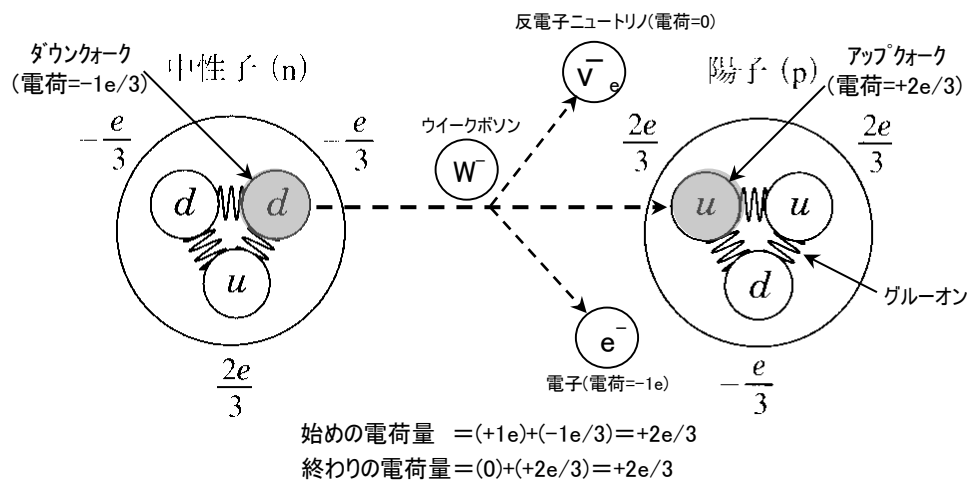 反電子ニュートリノ(電荷=0)
ダウンクォーク
(電荷=-1e/3)
中性子 (n)
ν̄e
陽子 (p)
アップクォーク
(電荷=+2e/3)
-e/3
-e/3
ウイークボソン
W⁻
2e/3
2e/3
d
d
u
u
u
d
グルーオン
e⁻
2e/3
電子(電荷=-1e)
-e/3
始めの電荷量 =(+1e)+(-1e/3)=+2e/3
終わりの電荷量=(0)+(+2e/3)=+2e/3